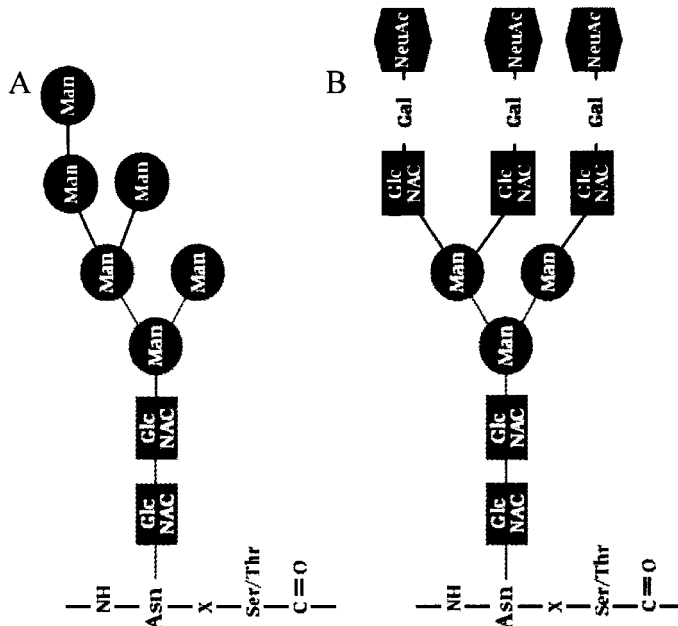 A
Man
Man
Man
Man
Man
Man
Glc
NAC
Glc
NAC
NH
Asn
X
Ser/Thr
C=O
B
NeuAc
NeuAc
NeuAc
Gal
Gal
Gal
Glc
NAC
Glc
NAC
Glc
NAC
Man
Man
Man
Glc
NAC
Glc
NAC
NH
Asn
X
Ser/Thr
C=O